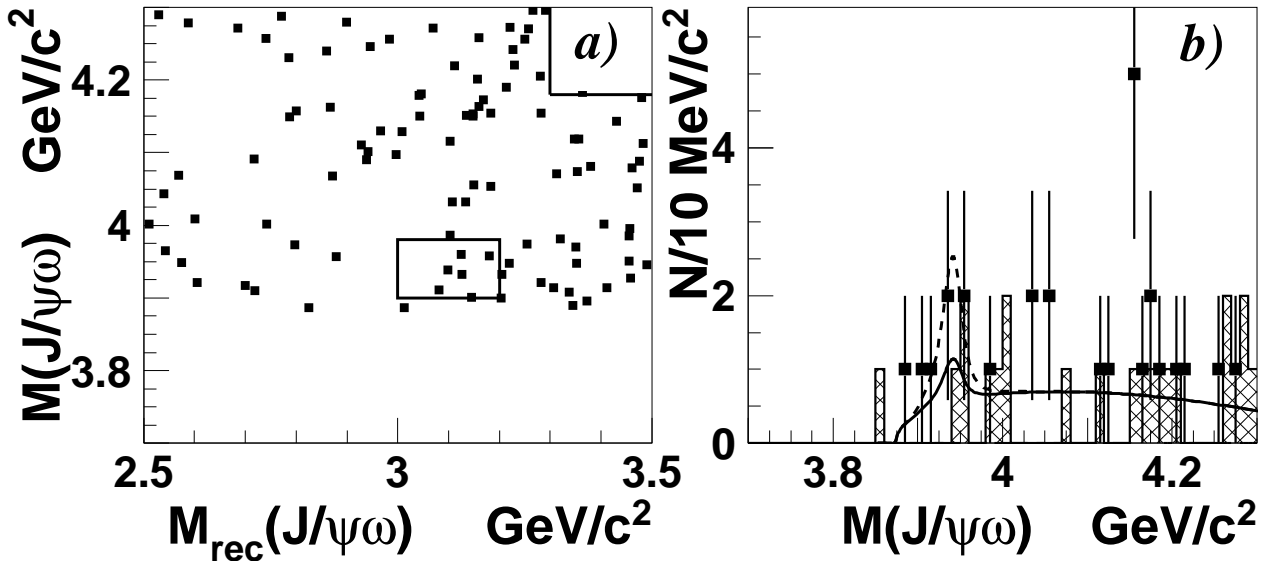 M(J/ψω) GeV/c²
4.2
4
3.8
2.5 3 3.5
M_rec(J/ψω) GeV/c²
a)
N/10 MeV/c²
4
2
0
3.8 4 4.2
M(J/ψω) GeV/c²
b)